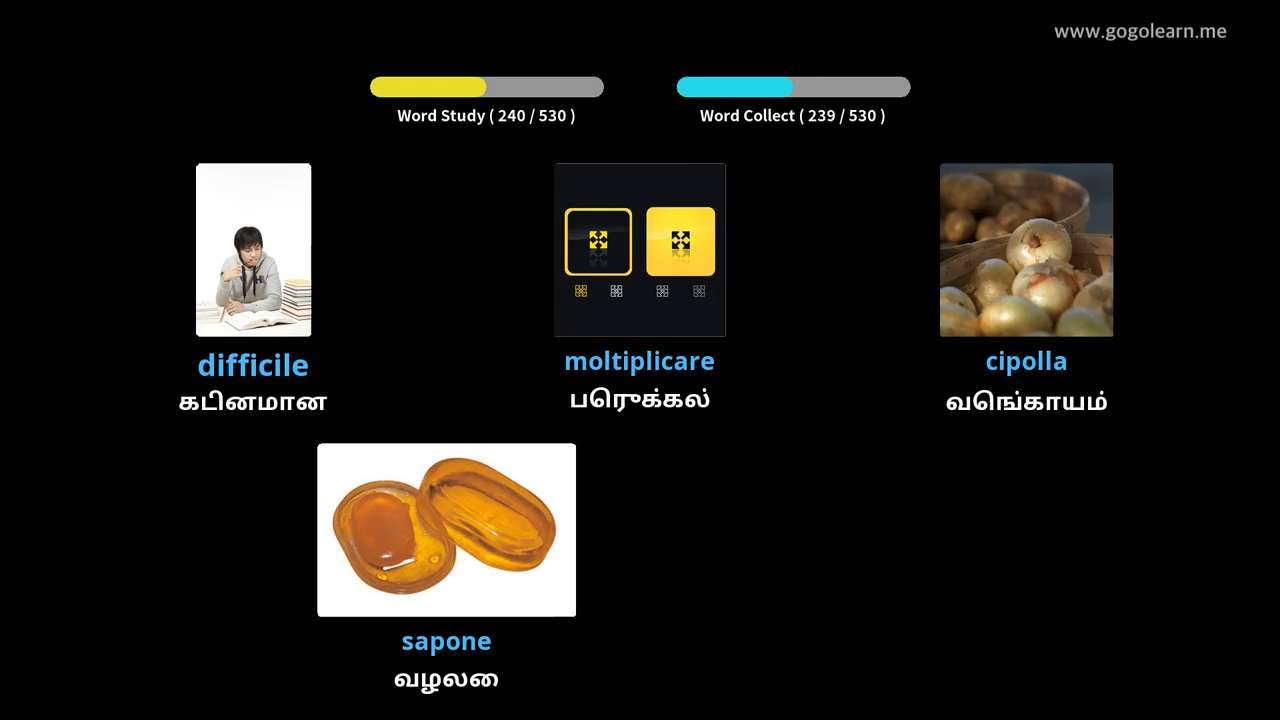 www.gogolearn.me
Word Study ( 240 / 530 )
Word Collect ( 239 / 530 )
difficile
moltiplicare
cipolla
கடினமான
பெருக்கல்
வெங்காயம்
sapone
வழலை